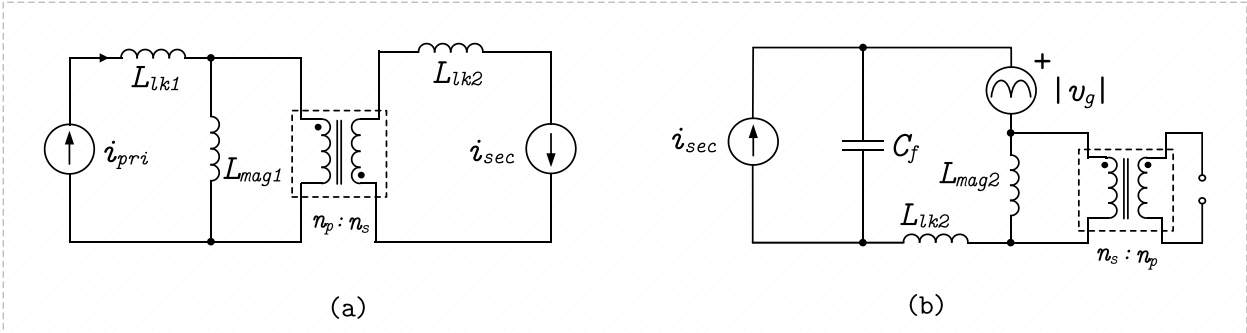 L_lk1
L_lk2
i_pri
L_mag1
i_sec
n_p : n_s
(a)
+
|v_g|
i_sec
C_f
L_mag2
L_lk2
n_s : n_p
(b)